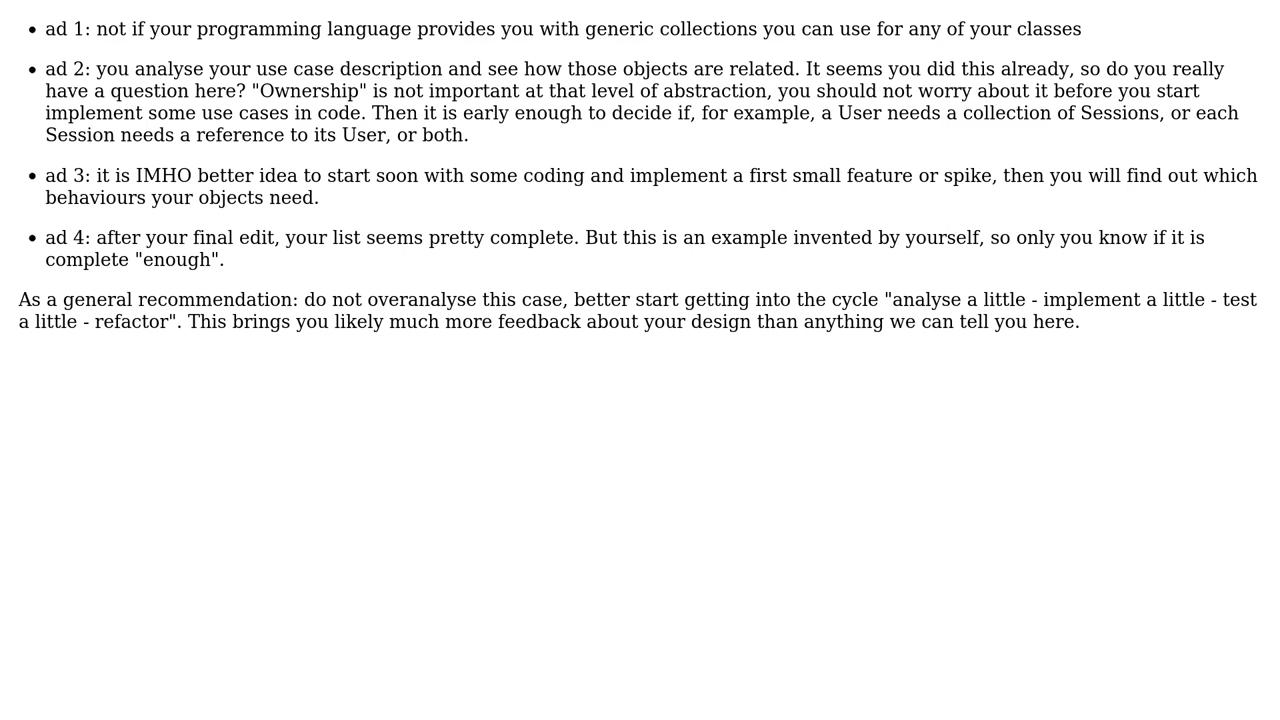 • ad 1: not if your programming language provides you with generic collections you can use for any of your classes
• ad 2: you analyse your use case description and see how those objects are related. It seems you did this already, so do you really
have a question here? "Ownership" is not important at that level of abstraction, you should not worry about it before you start
implement some use cases in code. Then it is early enough to decide if, for example, a User needs a collection of Sessions, or each
Session needs a reference to its User, or both.
• ad 3: it is IMHO better idea to start soon with some coding and implement a first small feature or spike, then you will find out which
behaviours your objects need.
• ad 4: after your final edit, your list seems pretty complete. But this is an example invented by yourself, so only you know if it is
complete "enough".
As a general recommendation: do not overanalyse this case, better start getting into the cycle "analyse a little - implement a little - test
a little - refactor". This brings you likely much more feedback about your design than anything we can tell you here.